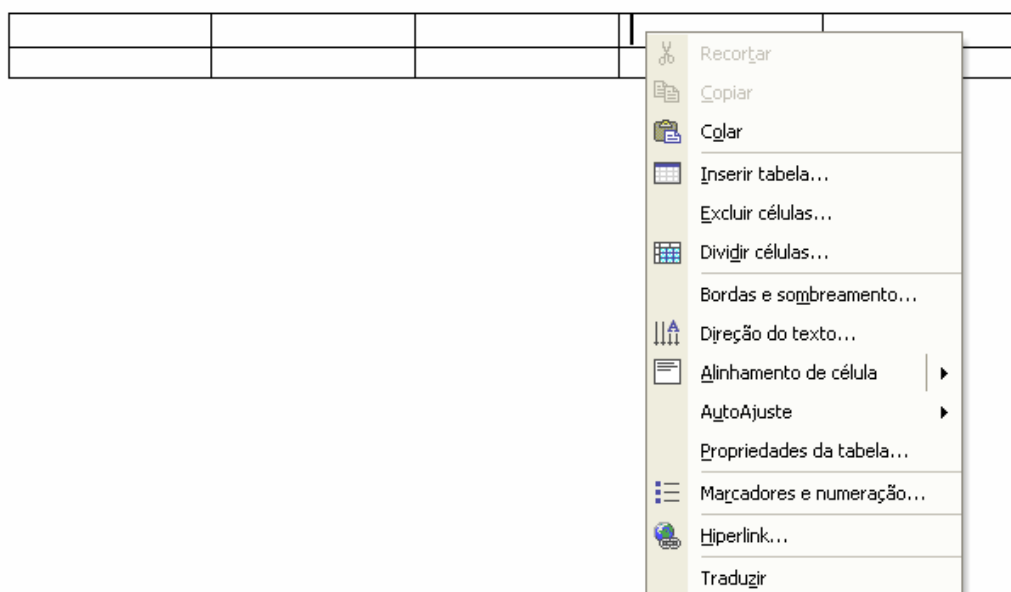 Recortar
Copiar
Colar
Inserir tabela...
Excluir células...
Dividir células...
Bordas e sombreamento...
Direção do texto...
Alinhamento de célula
AutoAjuste
Propriedades da tabela...
Marcadores e numeração...
Hiperlink...
Traduzir